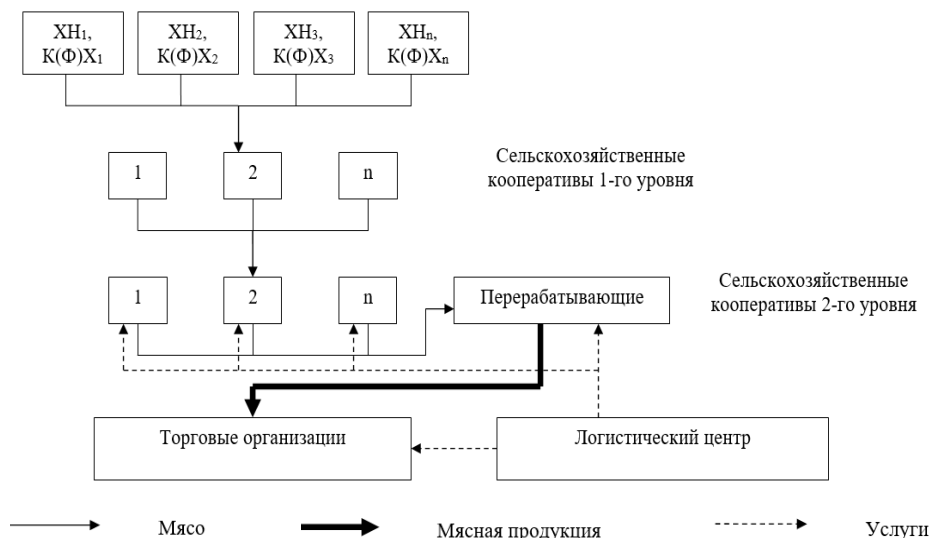 ХН₁,
К(Ф)Х₁
ХН₂,
К(Ф)Х₂
ХН₃,
К(Ф)Х₃
ХНₙ,
К(Ф)Хₙ
1
2
n
Сельскохозяйственные
кооперативы 1-го уровня
1
2
n
Перерабатывающие
Сельскохозяйственные
кооперативы 2-го уровня
Торговые организации
Логистический центр
Мясо
Мясная продукция
Услуги